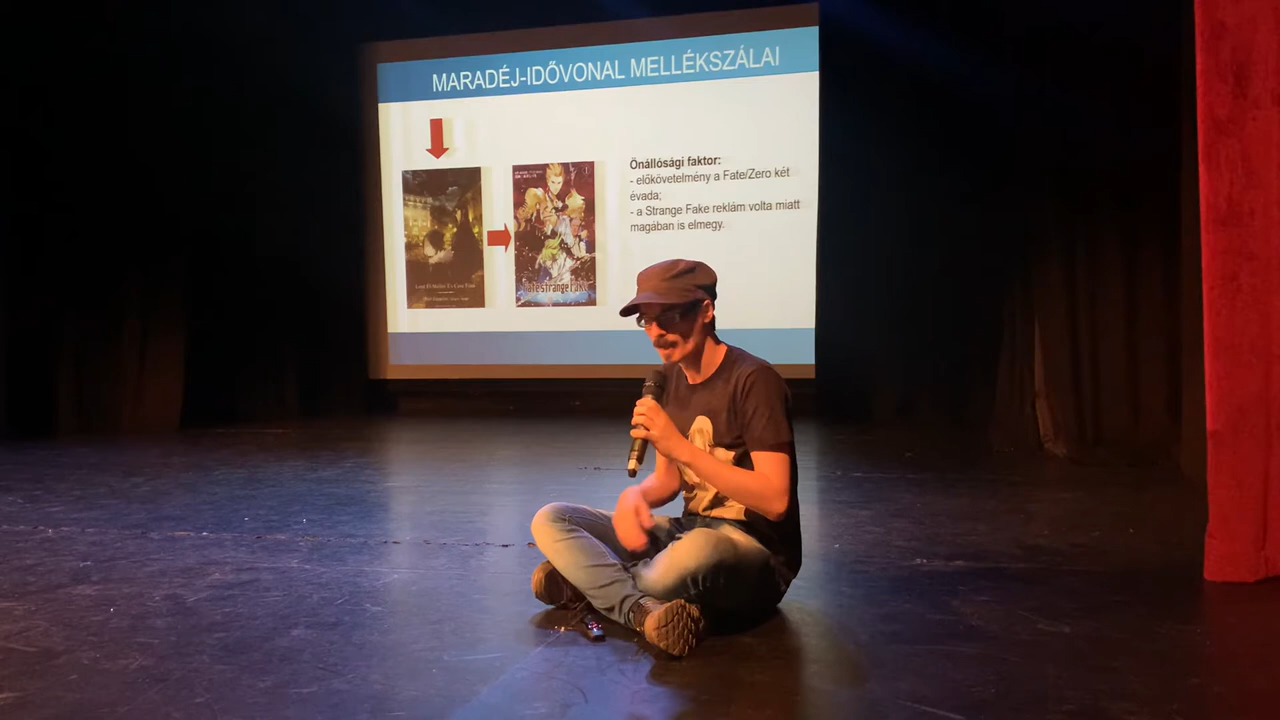 MARADÉJ-IDŐVONAL MELLÉKSZÁLAI
Önállósági faktor:
- előkövetelmény a Fate/Zero két
évada;
- a Strange Fake reklám volta miatt
magában is elmegy.
Fate/strange Fake